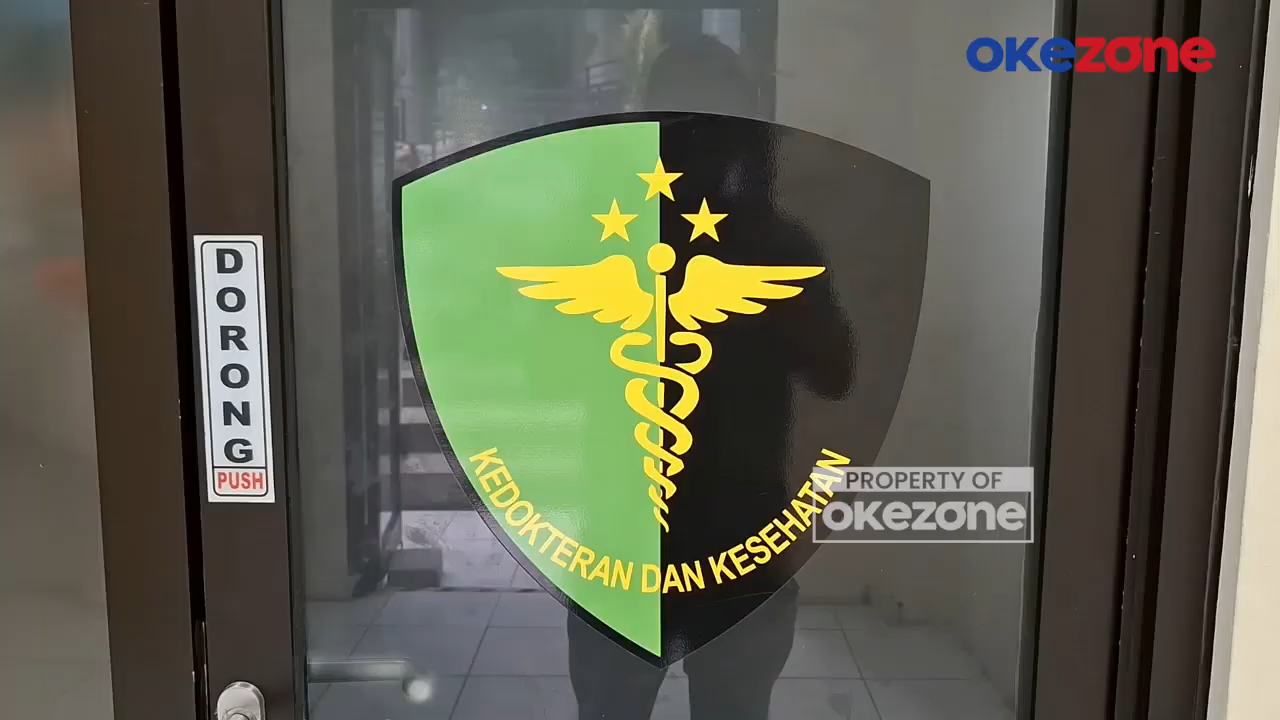 okezone
DORONG
PUSH
KEDOKTERAN DAN KESEHATAN
PROPERTY OF
okezone